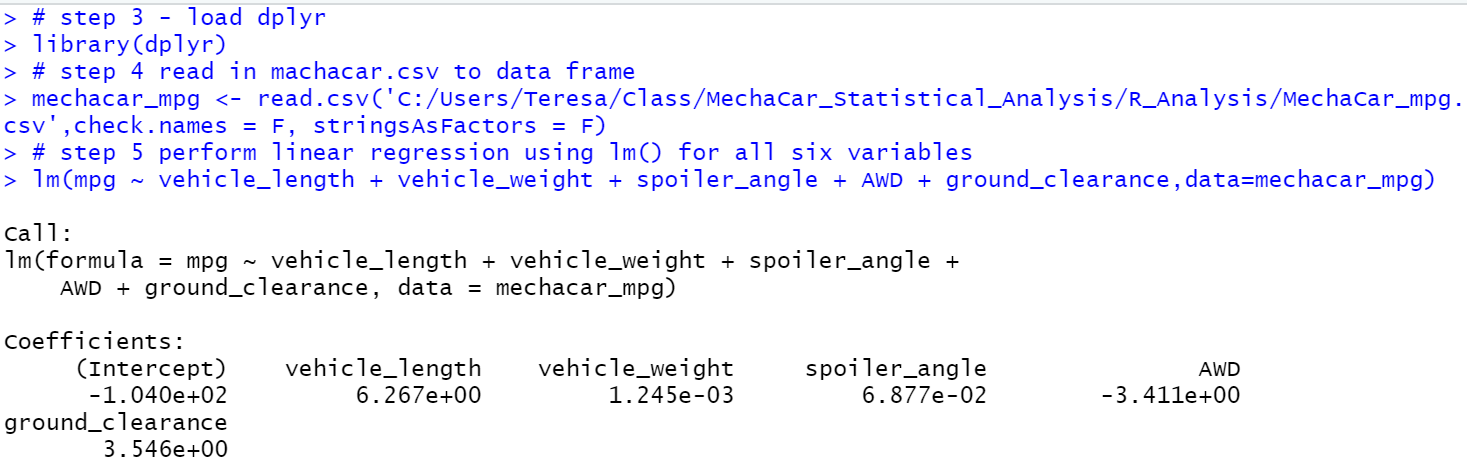 > # step 3 - load dplyr
> library(dplyr)
> # step 4 read in machacar.csv to data frame
> mechacar_mpg <- read.csv('C:/Users/Teresa/Class/MechaCar_Statistical_Analysis/R_Analysis/MechaCar_mpg.
csv',check.names = F, stringsAsFactors = F)
> # step 5 perform linear regression using lm() for all six variables
> lm(mpg ~ vehicle_length + vehicle_weight + spoiler_angle + AWD + ground_clearance,data=mechacar_mpg)
Call:
lm(formula = mpg ~ vehicle_length + vehicle_weight + spoiler_angle +
    AWD + ground_clearance, data = mechacar_mpg)
Coefficients:
     (Intercept)    vehicle_length    vehicle_weight     spoiler_angle               AWD
      -1.040e+02         6.267e+00         1.245e-03         6.877e-02        -3.411e+00
ground_clearance
       3.546e+00